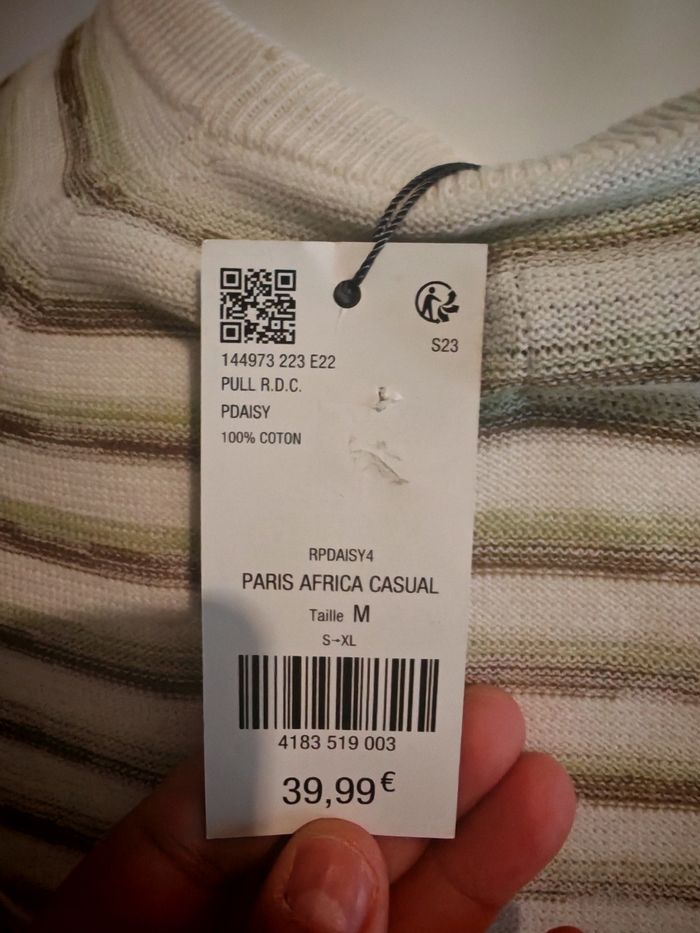 S23
144973 223 E22
PULL R.D.C.
PDAISY
100% COTON
RPDAISY4
PARIS AFRICA CASUAL
Taille M
S→XL
4183 519 003
39,99€